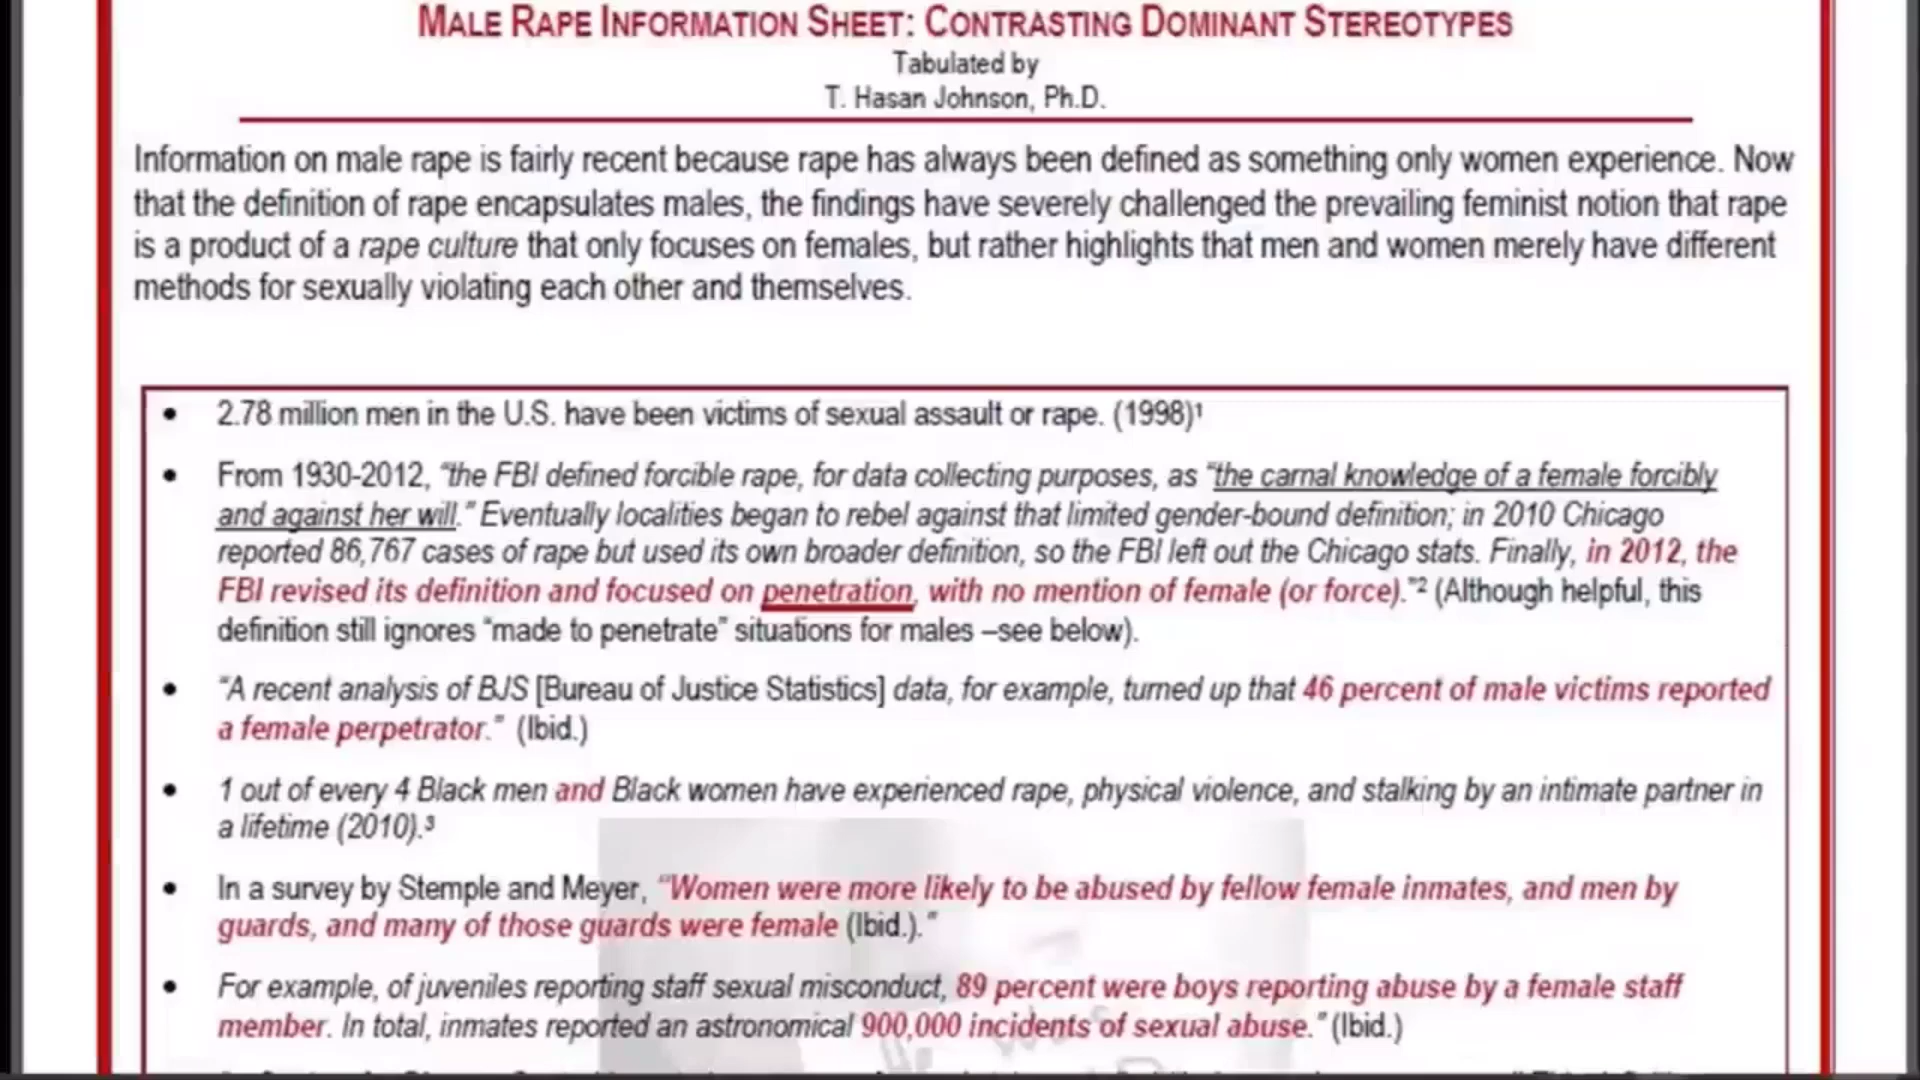 MALE RAPE INFORMATION SHEET: CONTRASTING DOMINANT STEREOTYPES
Tabulated by
T. Hasan Johnson, Ph.D.
Information on male rape is fairly recent because rape has always been defined as something only women experience. Now
that the definition of rape encapsulates males, the findings have severely challenged the prevailing feminist notion that rape
is a product of a rape culture that only focuses on females, but rather highlights that men and women merely have different
methods for sexually violating each other and themselves.
• 2.78 million men in the U.S. have been victims of sexual assault or rape. (1998)¹
• From 1930-2012, “the FBI defined forcible rape, for data collecting purposes, as “the carnal knowledge of a female forcibly
and against her will.” Eventually localities began to rebel against that limited gender-bound definition; in 2010 Chicago
reported 86,767 cases of rape but used its own broader definition, so the FBI left out the Chicago stats. Finally, in 2012, the
FBI revised its definition and focused on penetration, with no mention of female (or force).”² (Although helpful, this
definition still ignores “made to penetrate” situations for males –see below).
• “A recent analysis of BJS [Bureau of Justice Statistics] data, for example, turned up that 46 percent of male victims reported
a female perpetrator.” (Ibid.)
• 1 out of every 4 Black men and Black women have experienced rape, physical violence, and stalking by an intimate partner in
a lifetime (2010).³
• In a survey by Stemple and Meyer, “Women were more likely to be abused by fellow female inmates, and men by
guards, and many of those guards were female (Ibid.).”
• For example, of juveniles reporting staff sexual misconduct, 89 percent were boys reporting abuse by a female staff
member. In total, inmates reported an astronomical 900,000 incidents of sexual abuse.” (Ibid.)